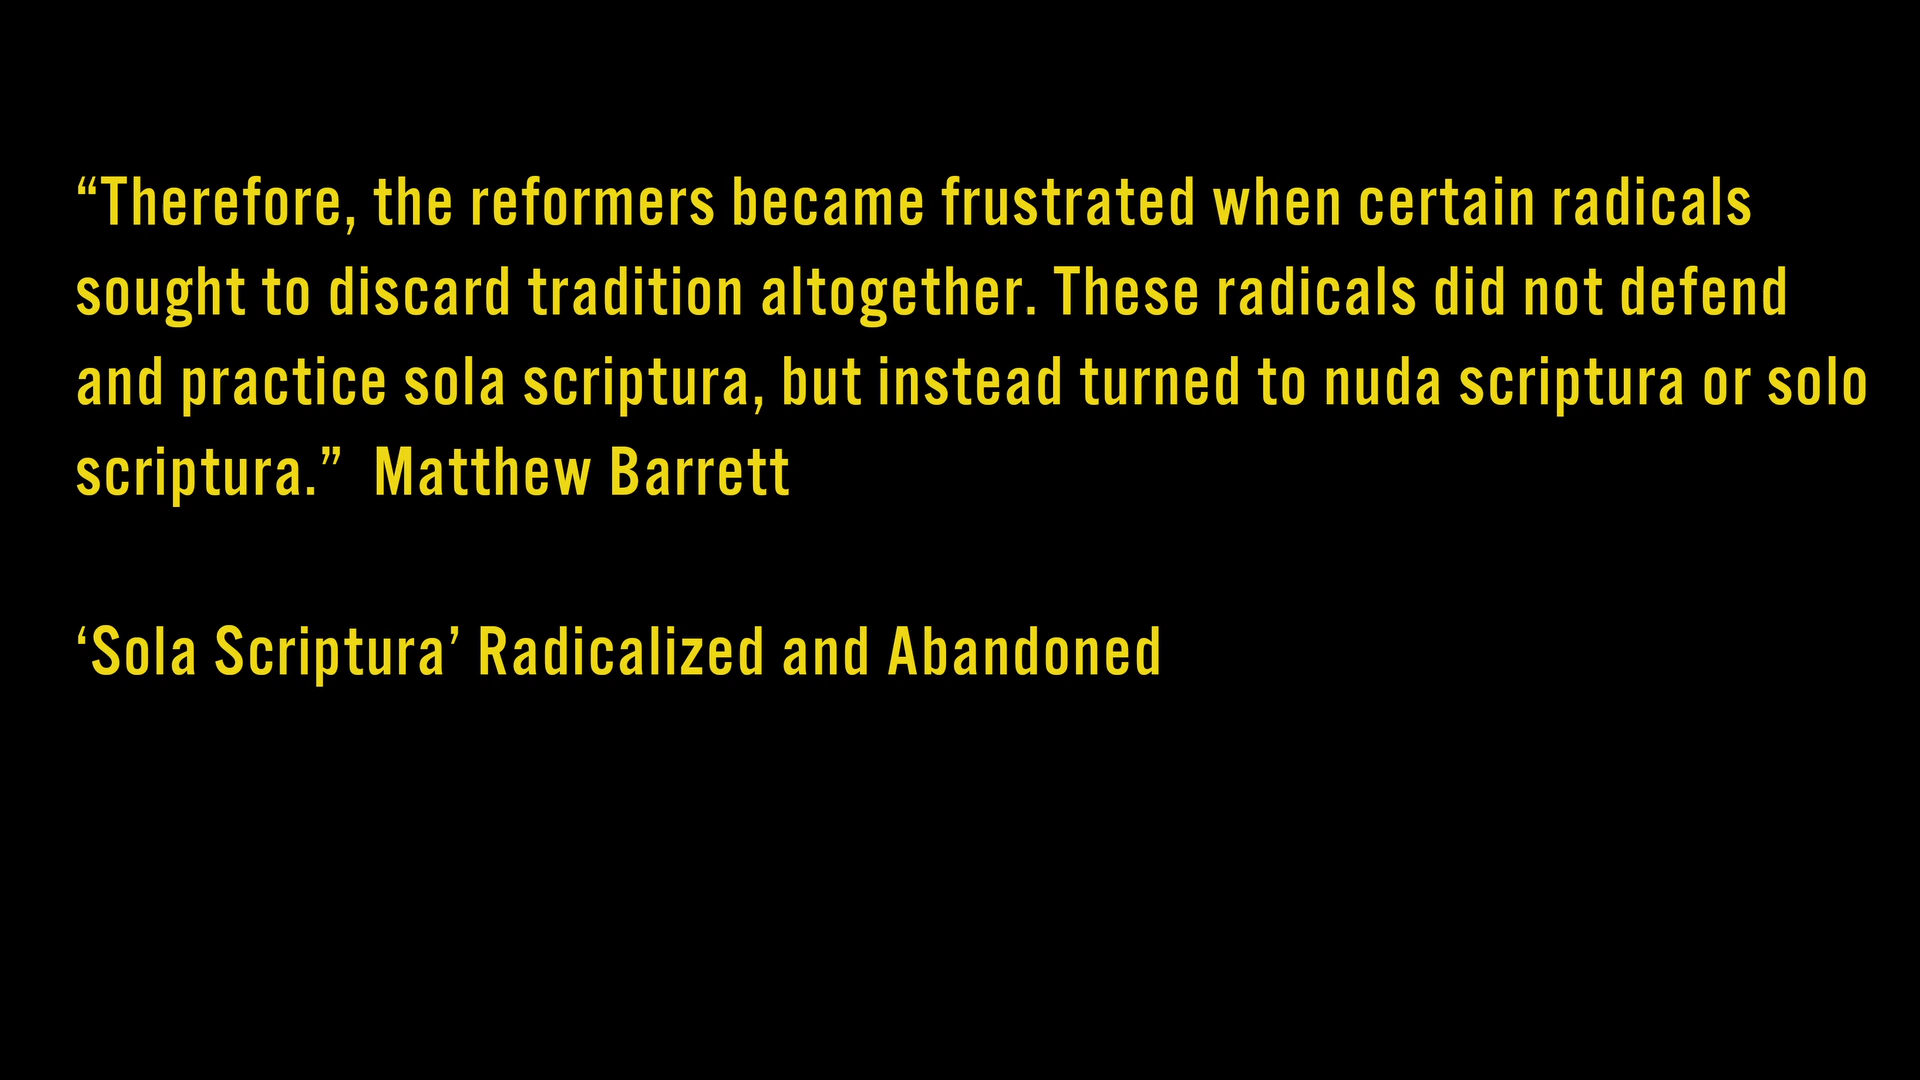 “Therefore, the reformers became frustrated when certain radicals
sought to discard tradition altogether. These radicals did not defend
and practice sola scriptura, but instead turned to nuda scriptura or solo
scriptura.”  Matthew Barrett
‘Sola Scriptura’ Radicalized and Abandoned